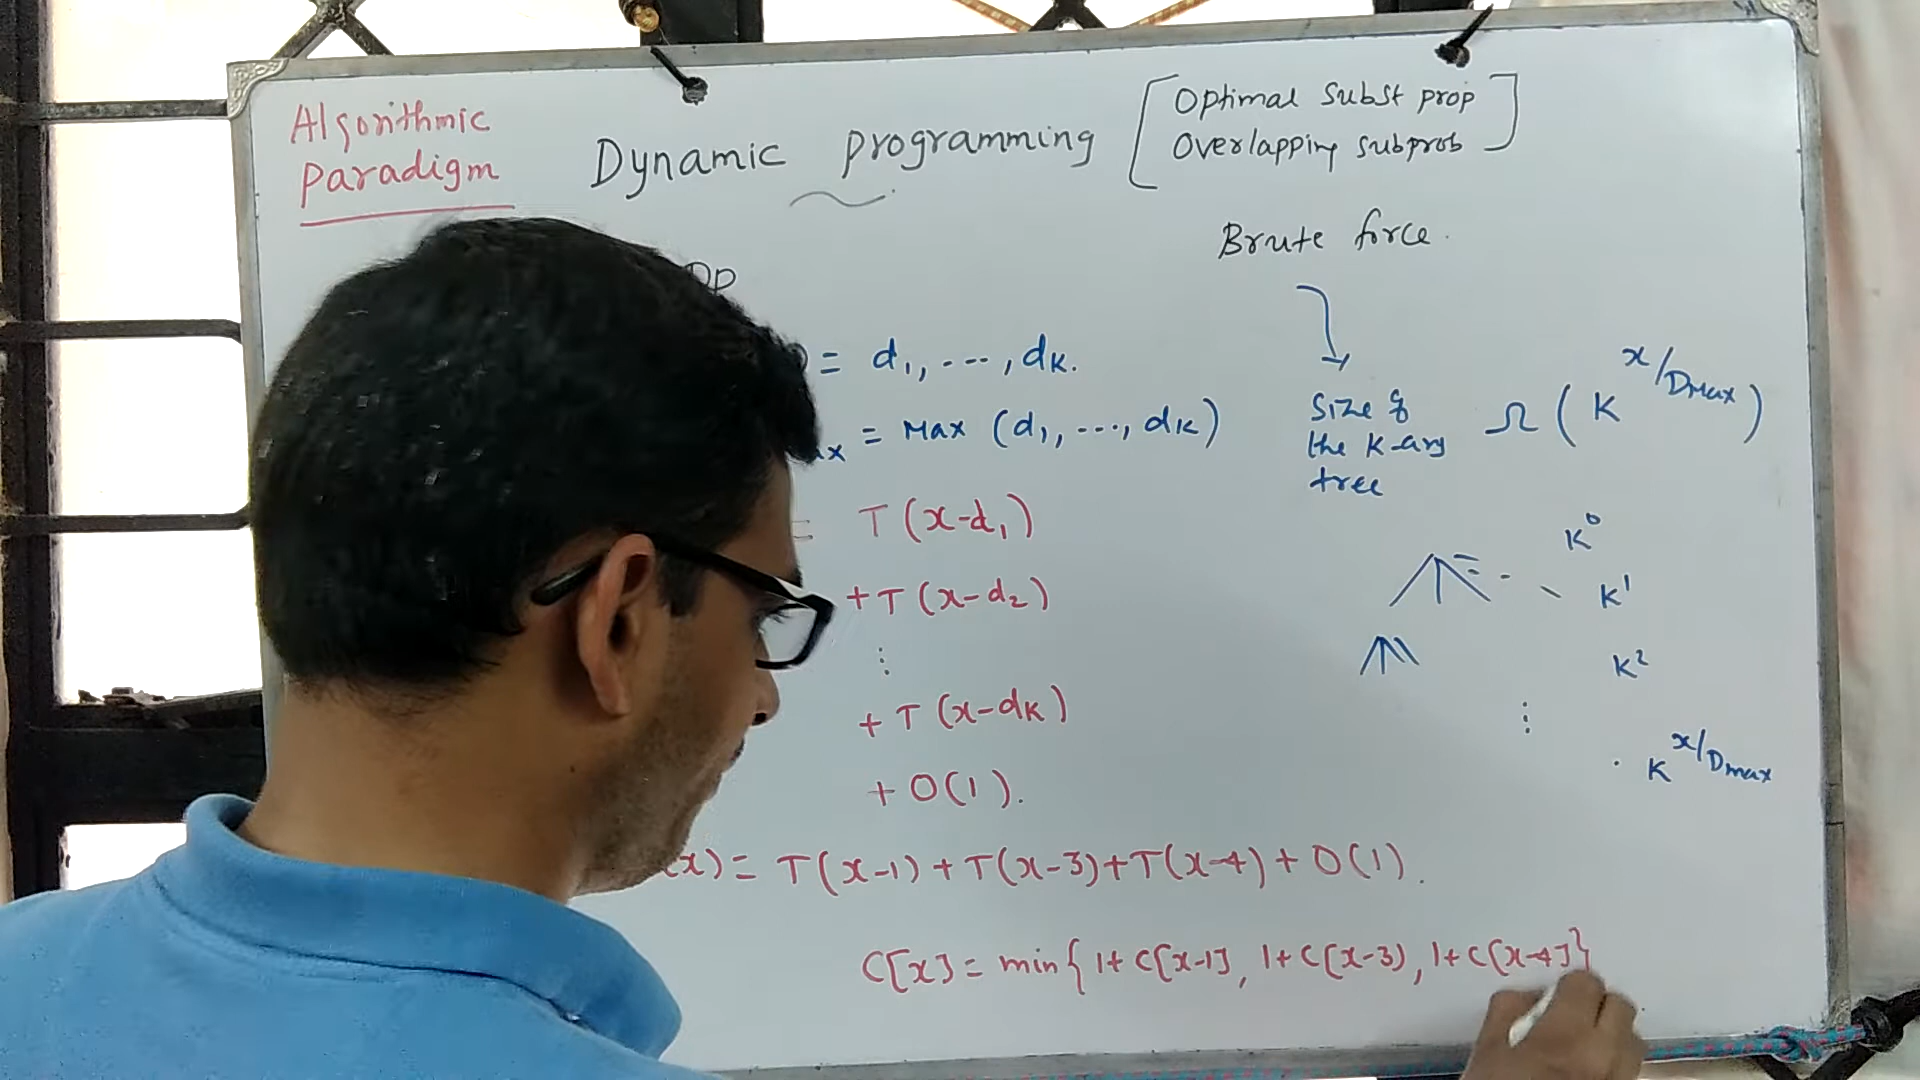 Algorithmic
Paradigm
Dynamic programming
[Optimal Subst prop
Overlapping subprob]
Brute force.
DP
= d₁, ..., dₖ.
= Max (d₁, ..., dₖ)
Size of
the K-ary
tree
Ω(K^(x/Dmax))
= T(x-d₁)
+T(x-d₂)
⋮
+ T(x-dₖ)
+ O(1).
K⁰
K¹
K²
⋮
K^(x/Dmax)
(x) = T(x-1) + T(x-3) + T(x-4) + O(1).
C[x] = min{ 1+ C[x-1], 1+ C(x-3), 1+ C(x-4]}